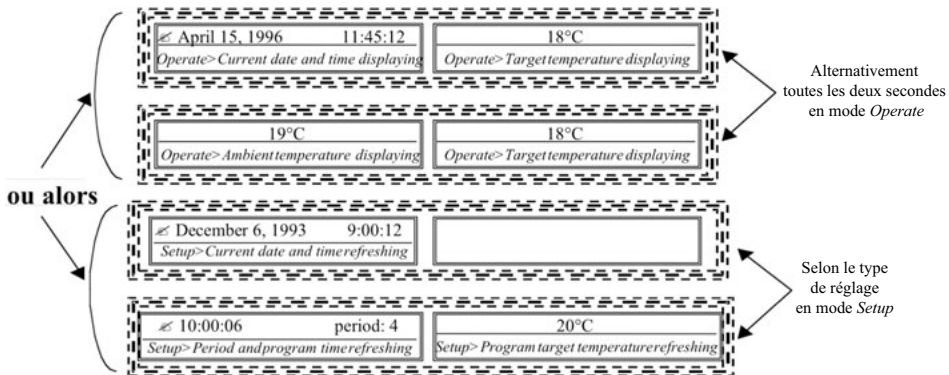 April 15, 1996 11:45:12
Operate>Current date and time displaying
18°C
Operate>Target temperature displaying
19°C
Operate>Ambient temperature displaying
18°C
Operate>Target temperature displaying
Alternativement
toutes les deux secondes
en mode Operate
ou alors
December 6, 1993 9:00:12
Setup>Current date and time refreshing
10:00:06 period: 4
Setup>Period and program time refreshing
20°C
Setup>Program target temperature refreshing
Selon le type
de réglage
en mode Setup